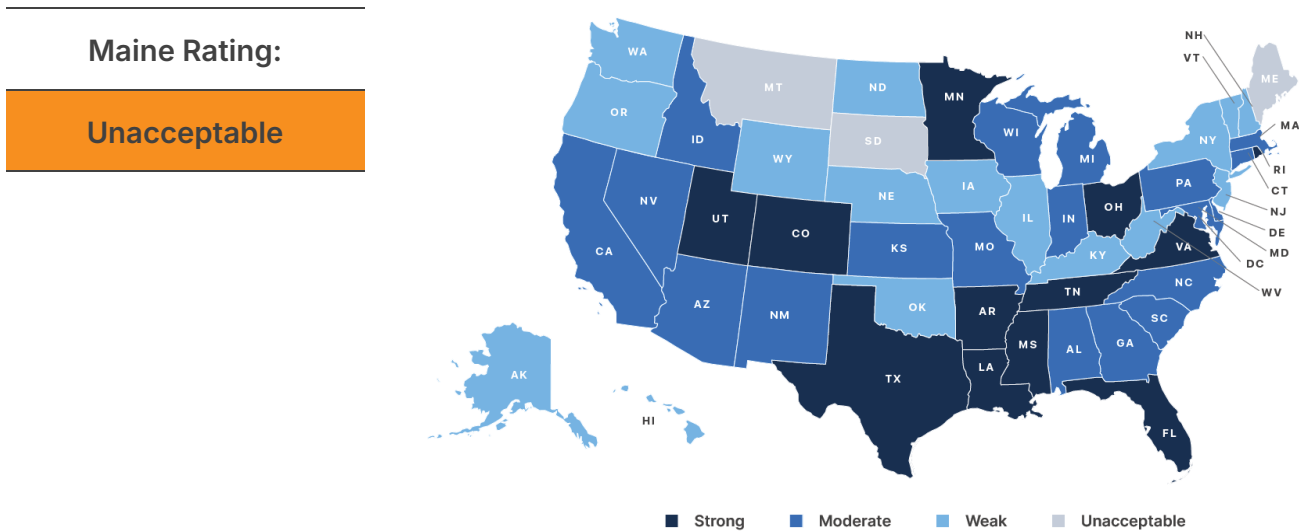 Maine Rating:
Unacceptable
NH
VT
WA
MT
ND
MN
ME
OR
ID
SD
WI
MI
NY
MA
WY
IA
RI
NV
UT
CO
NE
IL
IN
OH
PA
CT
NJ
CA
KS
MO
KY
VA
DE
MD
DC
WV
AZ
NM
OK
AR
TN
NC
SC
MS
AL
GA
TX
LA
FL
AK
HI
Strong
Moderate
Weak
Unacceptable